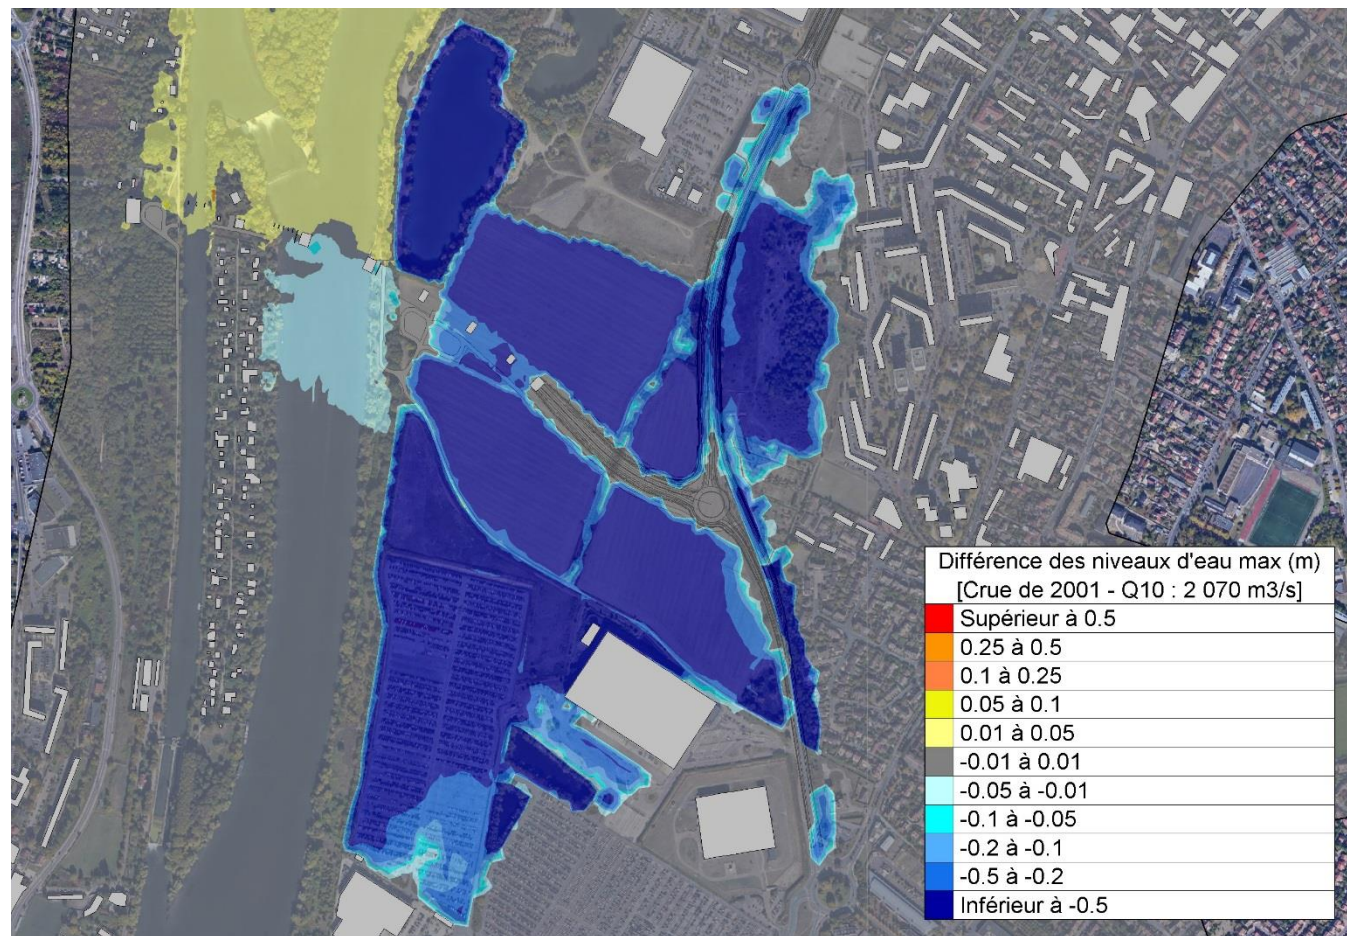 Différence des niveaux d'eau max (m)
[Crue de 2001 - Q10 : 2 070 m3/s]
Supérieur à 0.5
0.25 à 0.5
0.1 à 0.25
0.05 à 0.1
0.01 à 0.05
-0.01 à 0.01
-0.05 à -0.01
-0.1 à -0.05
-0.2 à -0.1
-0.5 à -0.2
Inférieur à -0.5